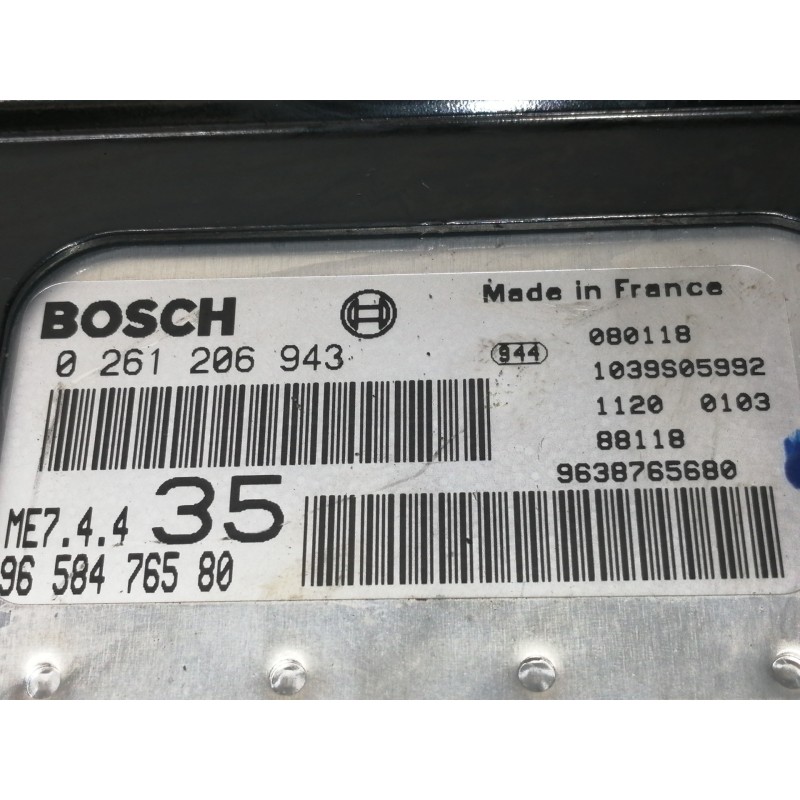 BOSCH
Made in France
0 261 206 943
944
080118
1039S05992
1120 0103
88118
9638765680
ME7.4.4 35
96 584 765 80